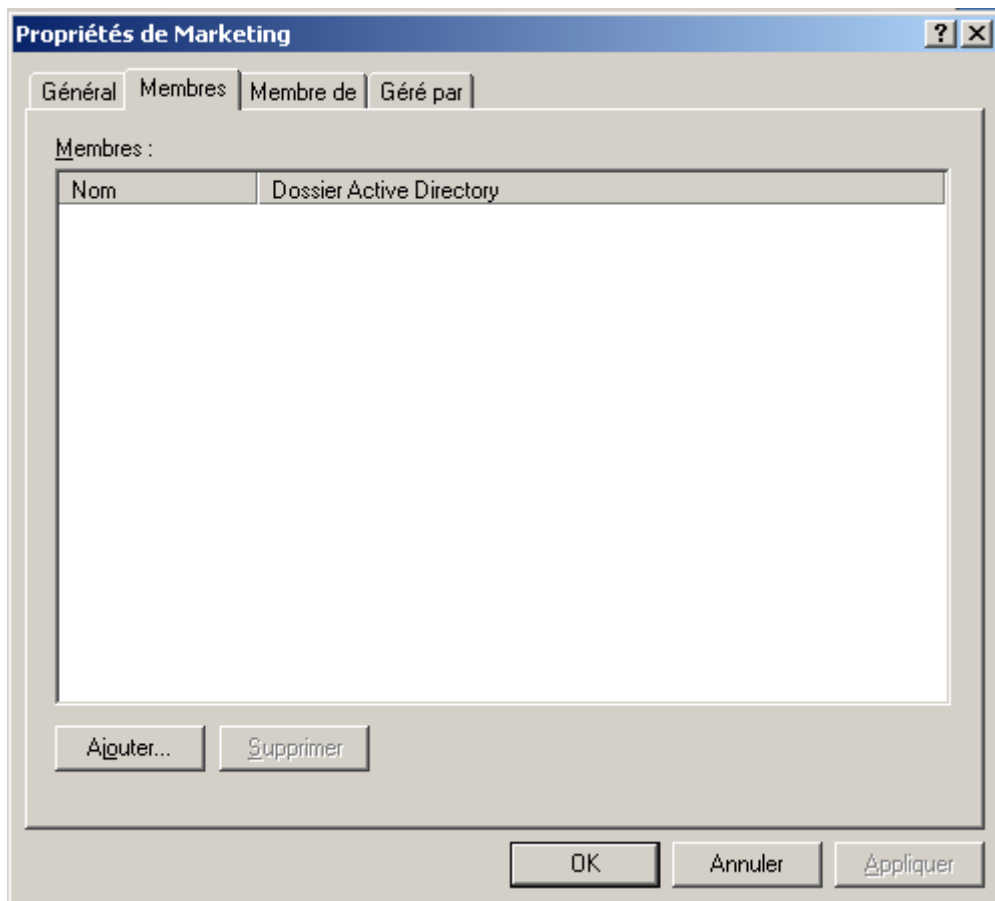 Propriétés de Marketing
Général Membres Membre de Géré par
Membres :
Nom Dossier Active Directory
Ajouter... Supprimer
OK Annuler Appliquer